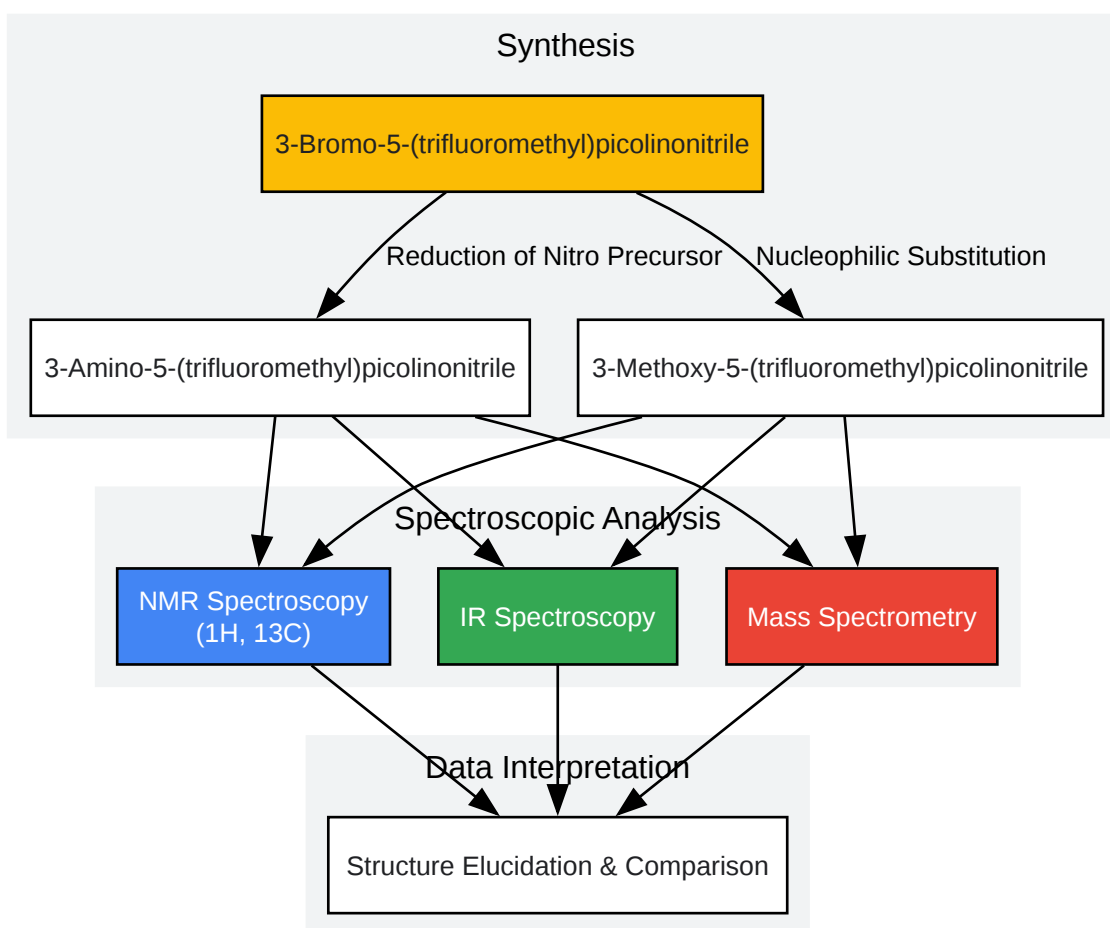 Synthesis
3-Bromo-5-(trifluoromethyl)picolinonitrile
Reduction of Nitro Precursor
Nucleophilic Substitution
3-Amino-5-(trifluoromethyl)picolinonitrile
3-Methoxy-5-(trifluoromethyl)picolinonitrile
Spectroscopic Analysis
NMR Spectroscopy
(1H, 13C)
IR Spectroscopy
Mass Spectrometry
Data Interpretation
Structure Elucidation & Comparison